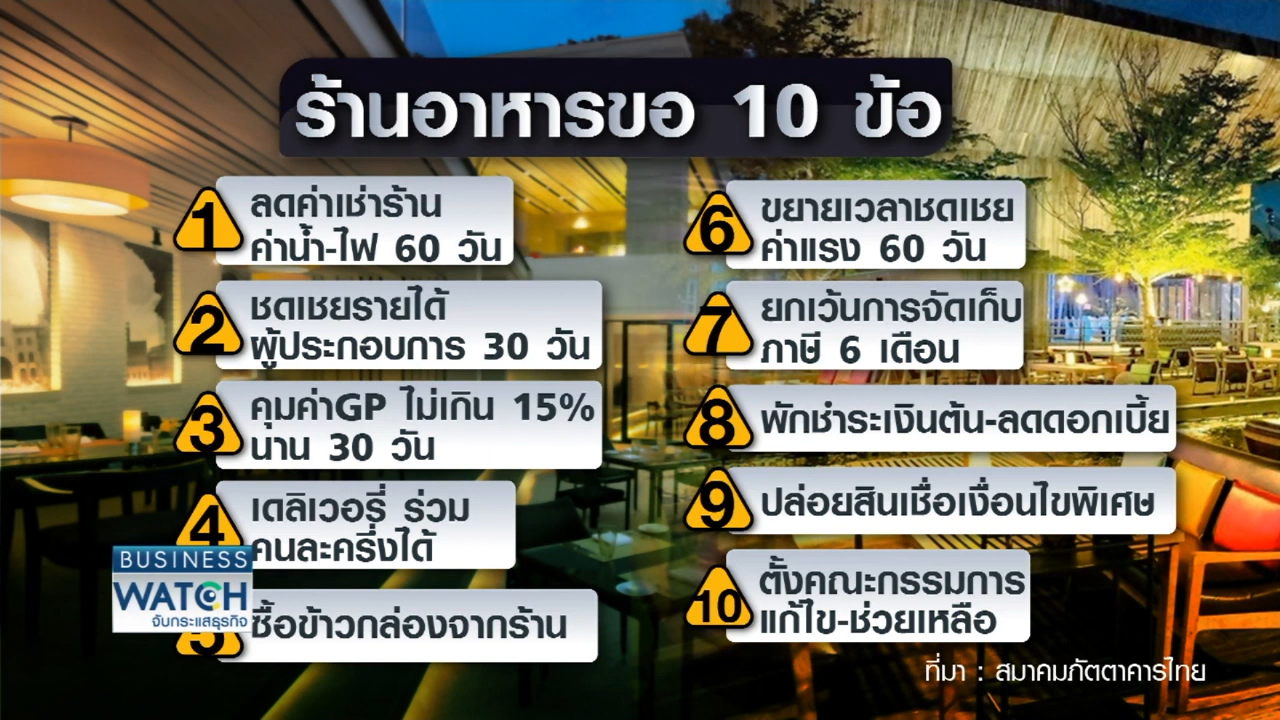 ร้านอาหารขอ 10 ข้อ
1
ลดค่าเช่าร้าน
ค่าน้ำ-ไฟ 60 วัน
2
ชดเชยรายได้
ผู้ประกอบการ 30 วัน
3
คุมค่าGP ไม่เกิน 15%
นาน 30 วัน
4
เดลิเวอรี่ ร่วม
คนละครึ่งได้
5
ซื้อข้าวกล่องจากร้าน
6
ขยายเวลาชดเชย
ค่าแรง 60 วัน
7
ยกเว้นการจัดเก็บ
ภาษี 6 เดือน
8
พักชำระเงินต้น-ลดดอกเบี้ย
9
ปล่อยสินเชื่อเงื่อนไขพิเศษ
10
ตั้งคณะกรรมการ
แก้ไข-ช่วยเหลือ
BUSINESS
WATCH
จับกระแสธุรกิจ
ที่มา : สมาคมภัตตาคารไทย